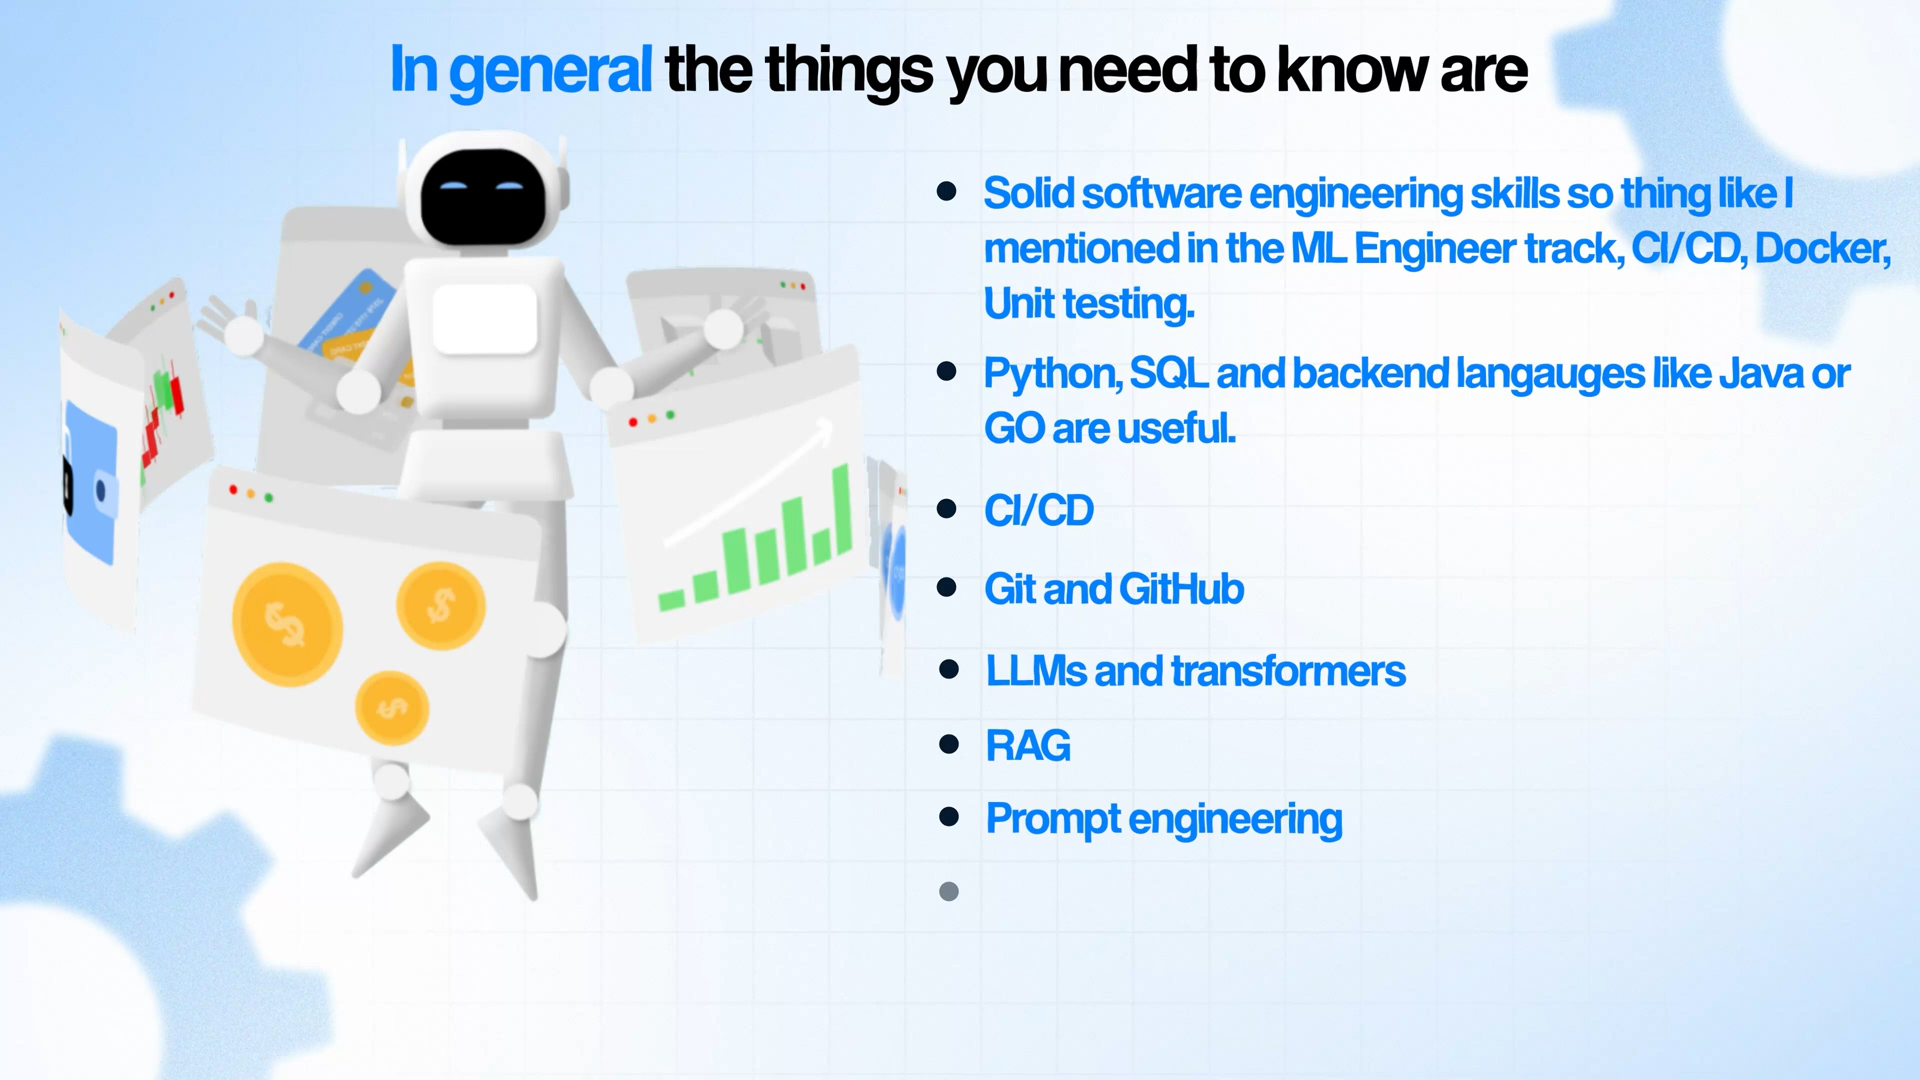 In general the things you need to know are
Solid software engineering skills so thing like I
mentioned in the ML Engineer track, CI/CD, Docker,
Unit testing.
Python, SQL and backend langauges like Java or
GO are useful.
CI/CD
Git and GitHub
LLMs and transformers
RAG
Prompt engineering